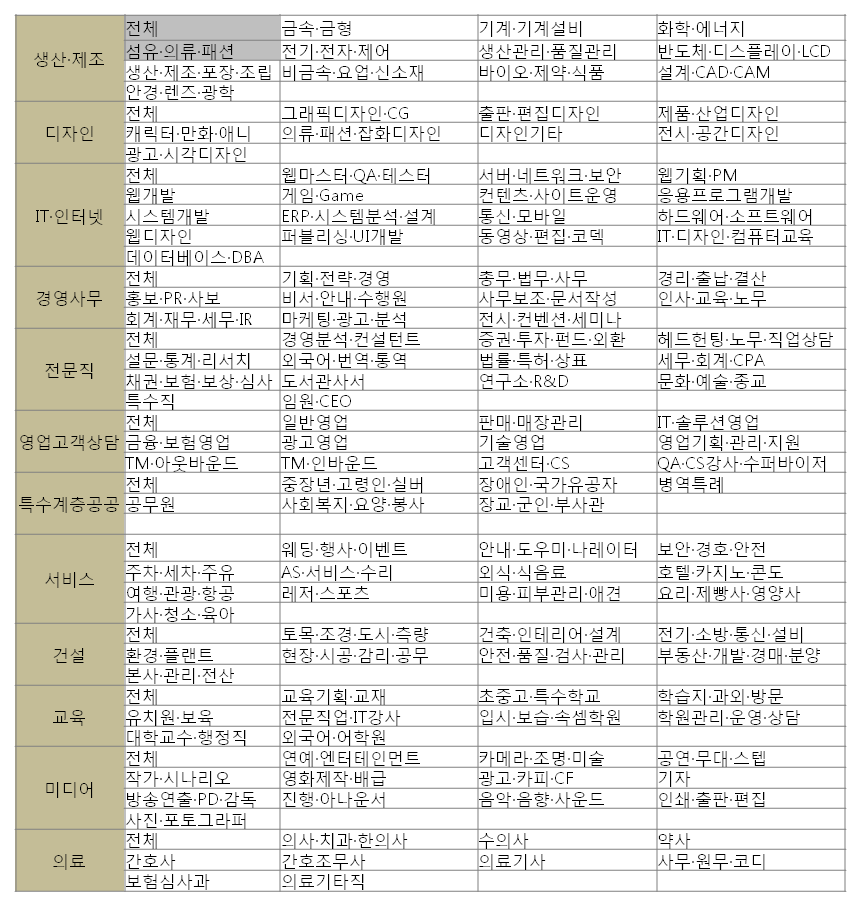 생산·제조
전체 금속·금형 기계·기계설비 화학·에너지
섬유·의류·패션 전기·전자·제어 생산관리·품질관리 반도체·디스플레이·LCD
생산·제조·포장·조립 비금속·요업·신소재 바이오·제약·식품 설계·CAD·CAM
안경·렌즈·광학
디자인
전체 그래픽디자인·CG 출판·편집디자인 제품·산업디자인
캐릭터·만화·애니 의류·패션·잡화디자인 디자인기타 전시·공간디자인
광고·시각디자인
IT·인터넷
전체 웹마스터·QA·테스터 서버·네트워크·보안 웹기획·PM
웹개발 게임·Game 컨텐츠·사이트운영 응용프로그램개발
시스템개발 ERP·시스템분석·설계 통신·모바일 하드웨어·소프트웨어
웹디자인 퍼블리싱·UI개발 동영상·편집·코덱 IT·디자인·컴퓨터교육
데이터베이스·DBA
경영사무
전체 기획·전략·경영 총무·법무·사무 경리·출납·결산
홍보·PR·사보 비서·안내·수행원 사무보조·문서작성 인사·교육·노무
회계·재무·세무·IR 마케팅·광고·분석 전시·컨벤션·세미나
전문직
전체 경영분석·컨설턴트 증권·투자·펀드·외환 헤드헌팅·노무·직업상담
설문·통계·리서치 외국어·번역·통역 법률·특허·상표 세무·회계·CPA
채권·보험·보상·심사 도서관사서 연구소·R&D 문화·예술·종교
특수직 임원·CEO
영업고객상담
전체 일반영업 판매·매장관리 IT·솔루션영업
금융·보험영업 광고영업 기술영업 영업기획·관리·지원
TM·아웃바운드 TM·인바운드 고객센터·CS QA·CS강사·수퍼바이저
특수계층공공
전체 중장년·고령인·실버 장애인·국가유공자 병역특례
공무원 사회복지·요양·봉사 장교·군인·부사관
서비스
전체 웨딩·행사·이벤트 안내·도우미·나레이터 보안·경호·안전
주차·세차·주유 AS·서비스·수리 외식·식음료 호텔·카지노·콘도
여행·관광·항공 레저·스포츠 미용·피부관리·애견 요리·제빵사·영양사
가사·청소·육아
건설
전체 토목·조경·도시·측량 건축·인테리어·설계 전기·소방·통신·설비
환경·플랜트 현장·시공·감리·공무 안전·품질·검사·관리 부동산·개발·경매·분양
본사·관리·전산
교육
전체 교육기획·교재 초중고·특수학교 학습지·과외·방문
유치원·보육 전문직업·IT강사 입시·보습·속셈학원 학원관리·운영·상담
대학교수·행정직 외국어·어학원
미디어
전체 연예·엔터테인먼트 카메라·조명·미술 공연·무대·스텝
작가·시나리오 영화제작·배급 광고·카피·CF 기자
방송연출·PD·감독 진행·아나운서 음악·음향·사운드 인쇄·출판·편집
사진·포토그라퍼
의료
전체 의사·치과·한의사 수의사 약사
간호사 간호조무사 의료기사 사무·원무·코디
보험심사과 의료기타직